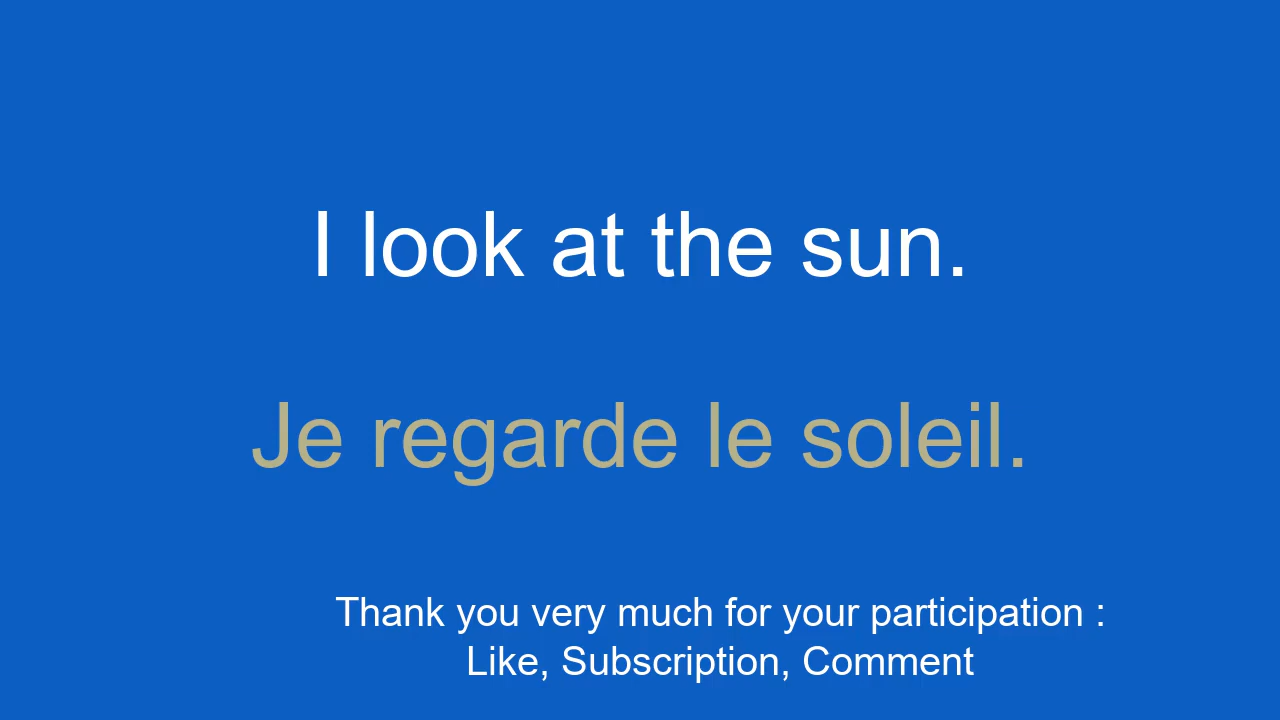 I look at the sun.
Je regarde le soleil.
Thank you very much for your participation :
Like, Subscription, Comment